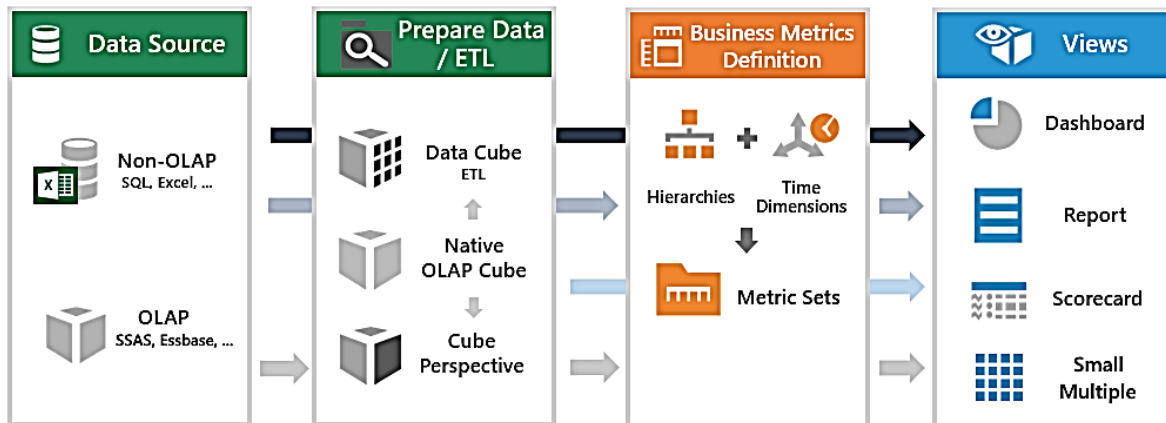 Data Source
Non-OLAP
SQL, Excel, ...
X
OLAP
SSAS, Essbase, ...
Prepare Data
/ ETL
Data Cube
ETL
Native
OLAP Cube
Cube
Perspective
Business Metrics
Definition
Hierarchies
Time
Dimensions
Metric Sets
Views
Dashboard
Report
Scorecard
Small
Multiple